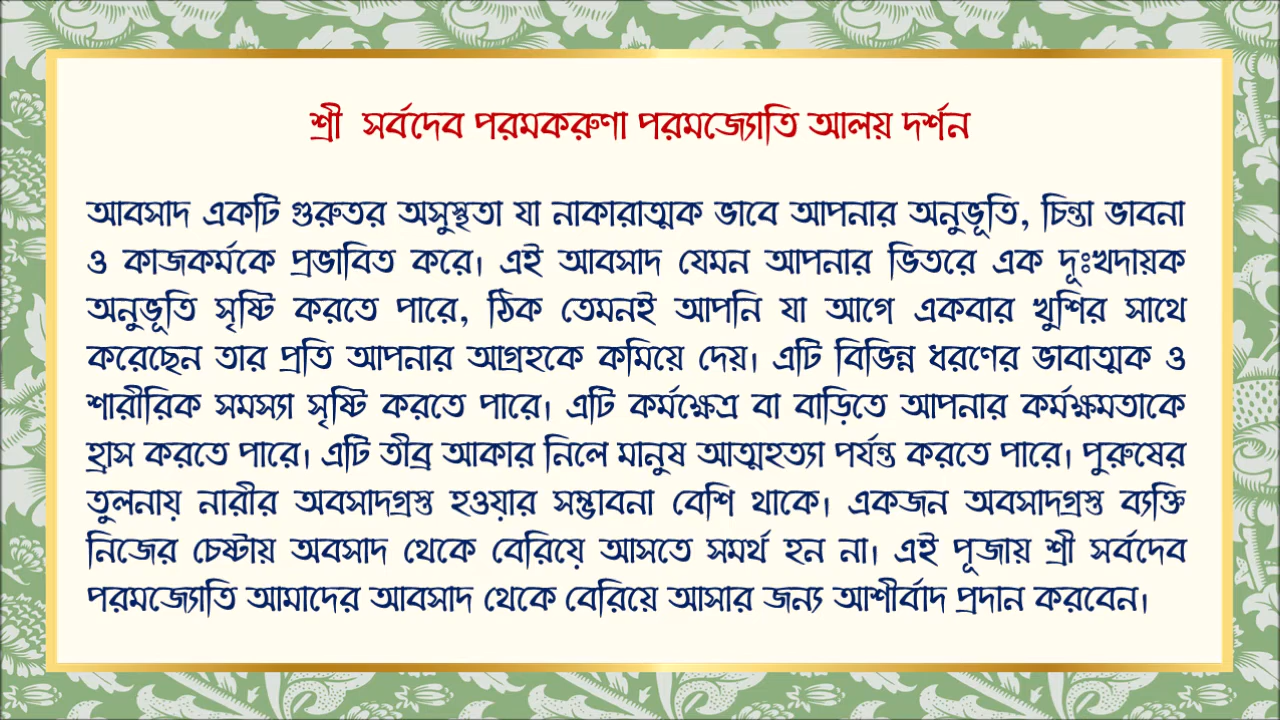 শ্রী সর্বদেব পরমকরুণা পরমজ্যোতি আলয় দর্শন
আবসাদ একটি গুরুতর অসুস্থতা যা নাকারাত্মক ভাবে আপনার অনুভূতি, চিন্তা ভাবনা
ও কাজকর্মকে প্রভাবিত করে। এই আবসাদ যেমন আপনার ভিতরে এক দূঃখদায়ক
অনুভূতি সৃষ্টি করতে পারে, ঠিক তেমনই আপনি যা আগে একবার খুশির সাথে
করেছেন তার প্রতি আপনার আগ্রহকে কমিয়ে দেয়। এটি বিভিন্ন ধরণের ভাবাত্মক ও
শারীরিক সমস্যা সৃষ্টি করতে পারে। এটি কর্মক্ষেত্র বা বাড়িতে আপনার কর্মক্ষমতাকে
হ্রাস করতে পারে। এটি তীব্র আকার নিলে মানুষ আত্মহত্যা পর্যন্ত করতে পারে। পুরুষের
তুলনায় নারীর অবসাদগ্রস্ত হওয়ার সম্ভাবনা বেশি থাকে। একজন অবসাদগ্রস্ত ব্যক্তি
নিজের চেষ্টায় অবসাদ থেকে বেরিয়ে আসতে সমর্থ হন না। এই পূজায় শ্রী সর্বদেব
পরমজ্যোতি আমাদের আবসাদ থেকে বেরিয়ে আসার জন্য আশীর্বাদ প্রদান করবেন।